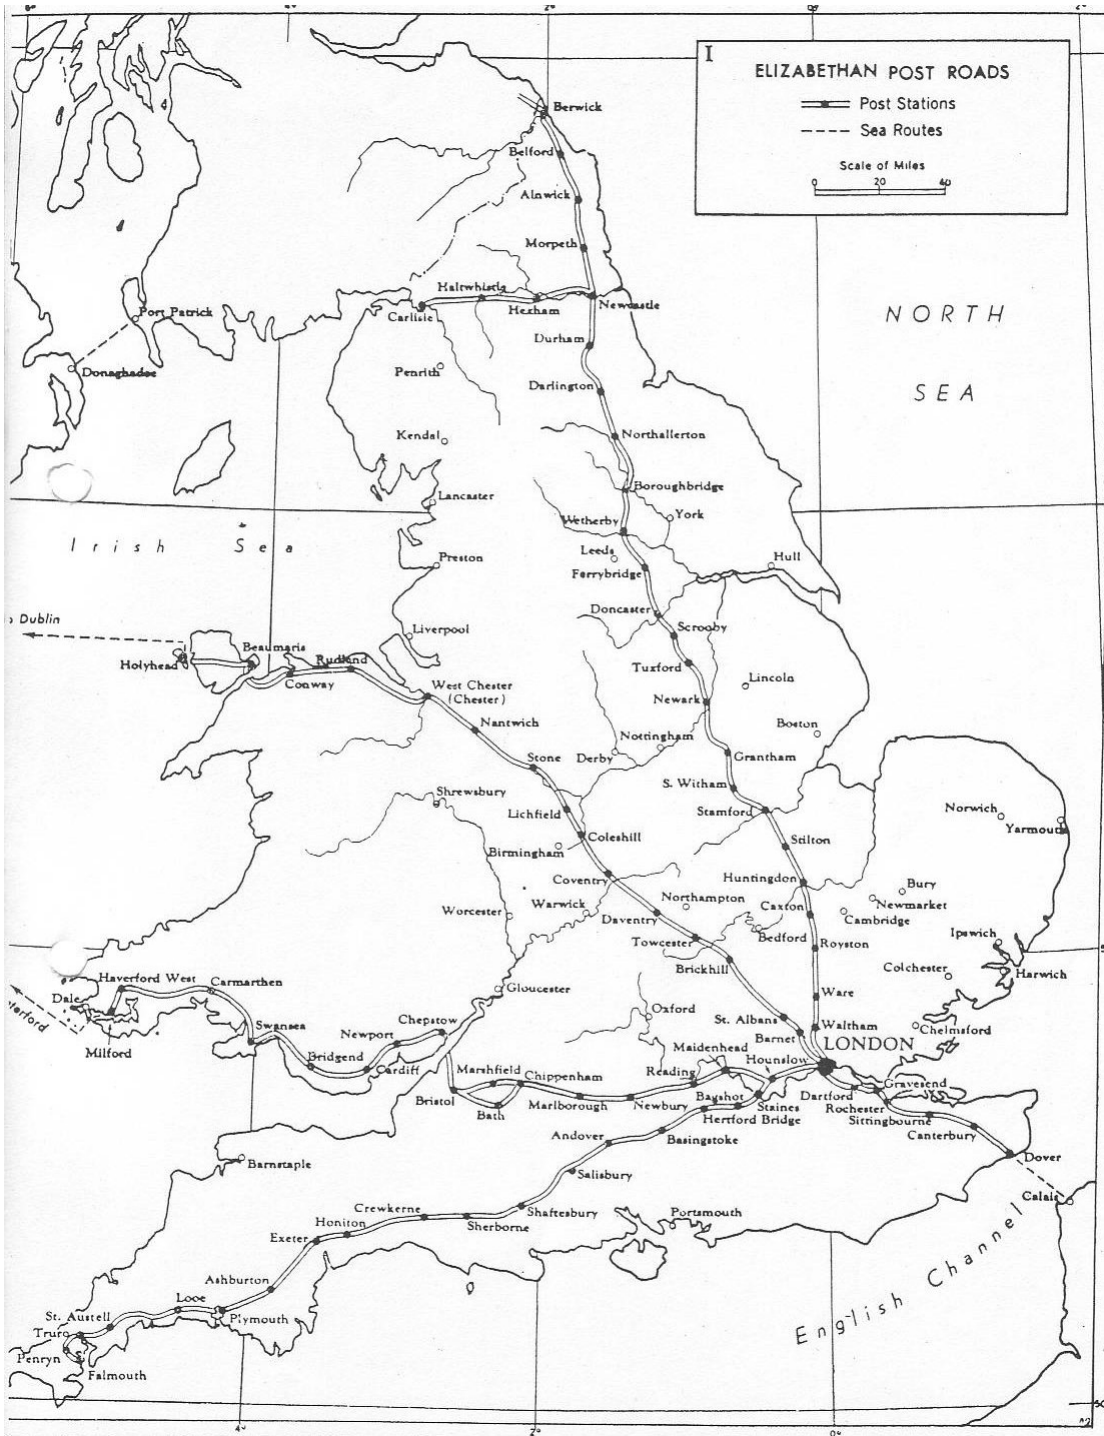 I
ELIZABETHAN POST ROADS
Post Stations
Sea Routes
Scale of Miles
0 20 40
Berwick
Belford
Alnwick
Morpeth
Haltwhistle
Newcastle
Carlisle
Hexham
Port Patrick
Durham
Donaghadee
Penrith
Darlington
NORTH
SEA
Kendal
Northallerton
Boroughbridge
Lancaster
York
Wetherby
Irish Sea
Leeds
Preston
Ferrybridge
Hull
Dublin
Doncaster
Liverpool
Scrooby
Beaumaris
Rudland
Holyhead
Conway
Tuxford
Lincoln
West Chester
(Chester)
Newark
Nantwich
Boston
Nottingham
Derby
Stone
Grantham
S. Witham
Shrewsbury
Lichfield
Stamford
Norwich
Yarmouth
Coleshill
Stilton
Birmingham
Coventry
Huntingdon
Bury
Northampton
Newmarket
Warwick
Caxton
Worcester
Daventry
Cambridge
Bedford
Ipswich
Towcester
Royston
Brickhill
Harwich
Colchester
Haverford West
Carmarthen
Gloucester
Dale
Ware
Oxford
Swansea
Newport
Chepstow
St. Albans
Waltham
Chelmsford
Milford
Barnet
LONDON
Bridgend
Cardiff
Maidenhead
Hounslow
Marshfield
Chippenham
Reading
Gravesend
Bristol
Bath
Marlborough
Newbury
Bagshot
Staines
Dartford
Rochester
Hertford Bridge
Sittingbourne
Canterbury
Andover
Basingstoke
Dover
Barnstaple
Salisbury
Calais
Crewkerne
Shaftesbury
Honiton
Sherborne
Portsmouth
Exeter
English Channel
Ashburton
Looe
St. Austell
Plymouth
Truro
Penryn
Falmouth